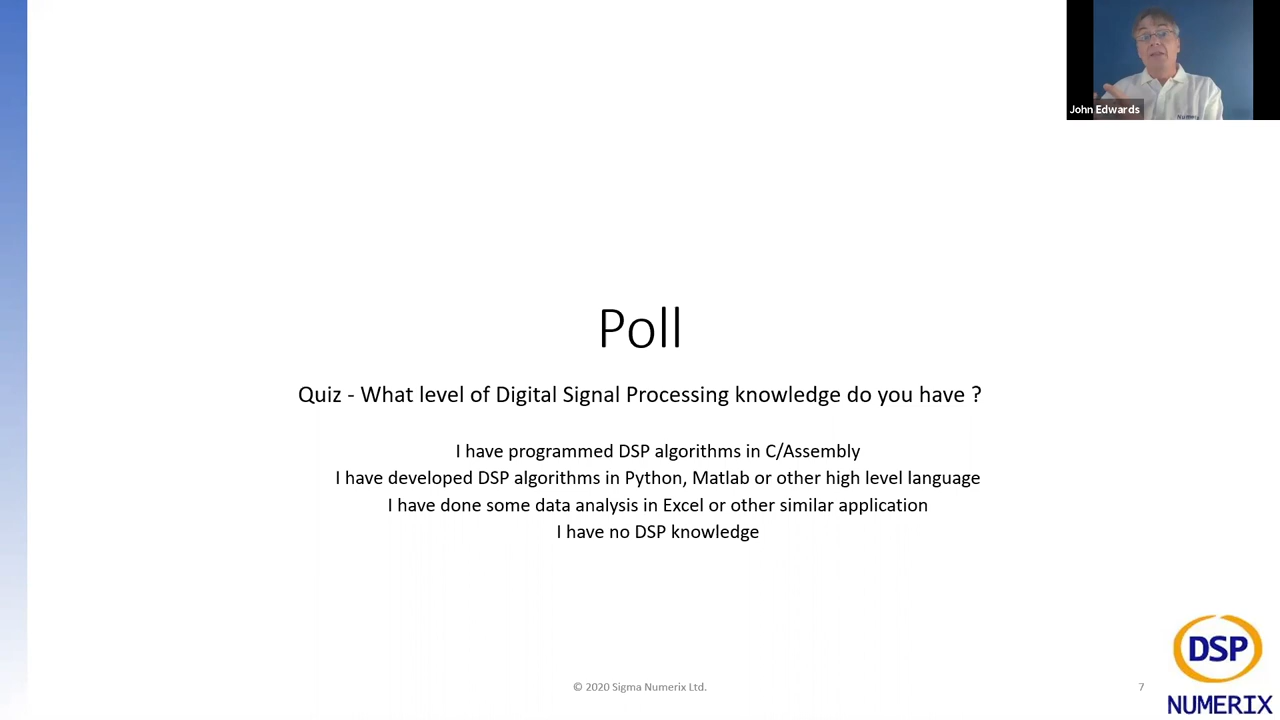 John Edwards
Poll
Quiz - What level of Digital Signal Processing knowledge do you have ?
I have programmed DSP algorithms in C/Assembly
I have developed DSP algorithms in Python, Matlab or other high level language
I have done some data analysis in Excel or other similar application
I have no DSP knowledge
© 2020 Sigma Numerix Ltd.
7
DSP
NUMERIX